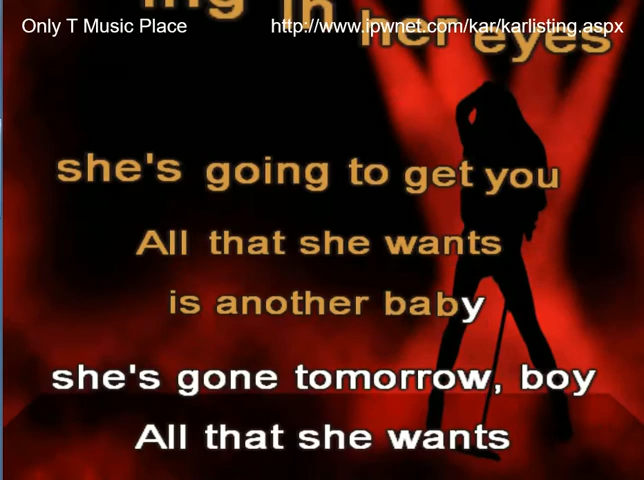 Only T Music Place http://www.ipwnet.com/kar/karlisting.aspx
ing in her eyes
she's going to get you
All that she wants
is another baby
she's gone tomorrow, boy
All that she wants